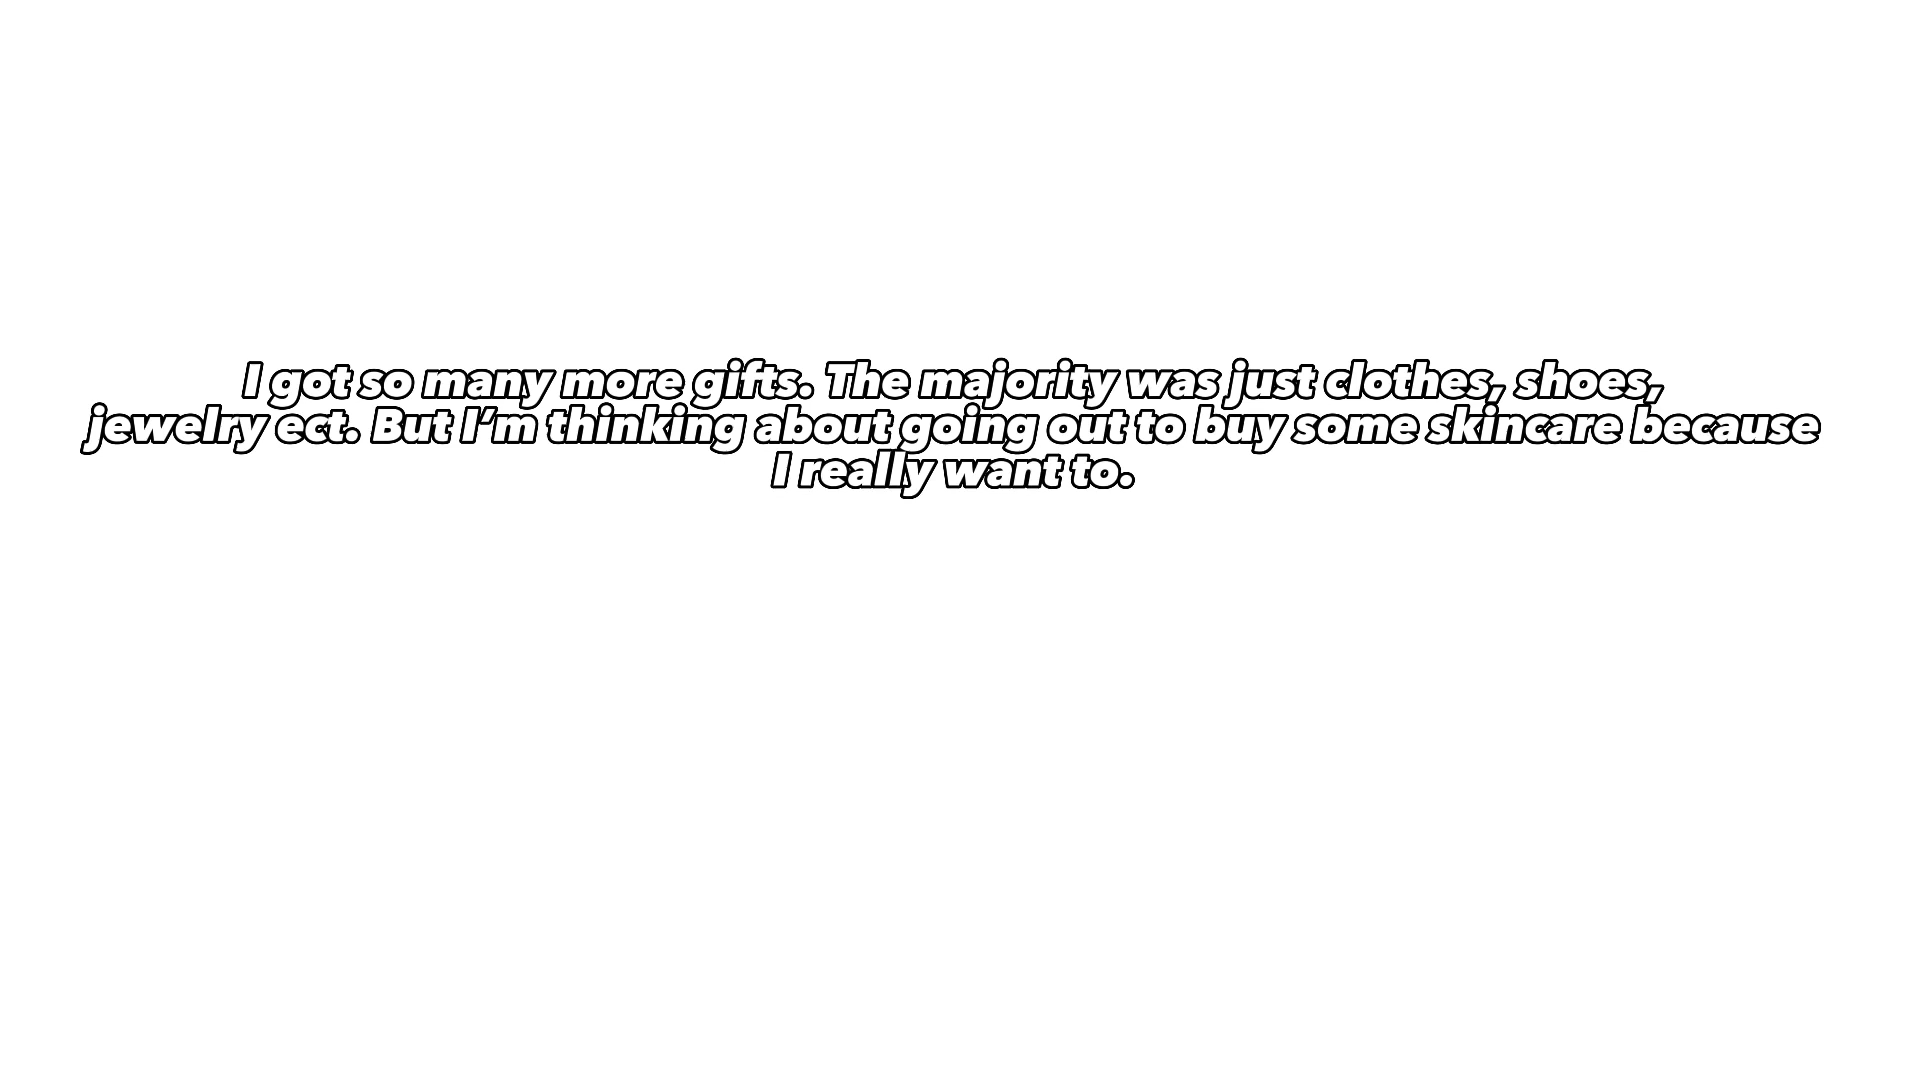 I got so many more gifts. The majority was just clothes, shoes,
jewelry ect. But I’m thinking about going out to buy some skincare because
I really want to.